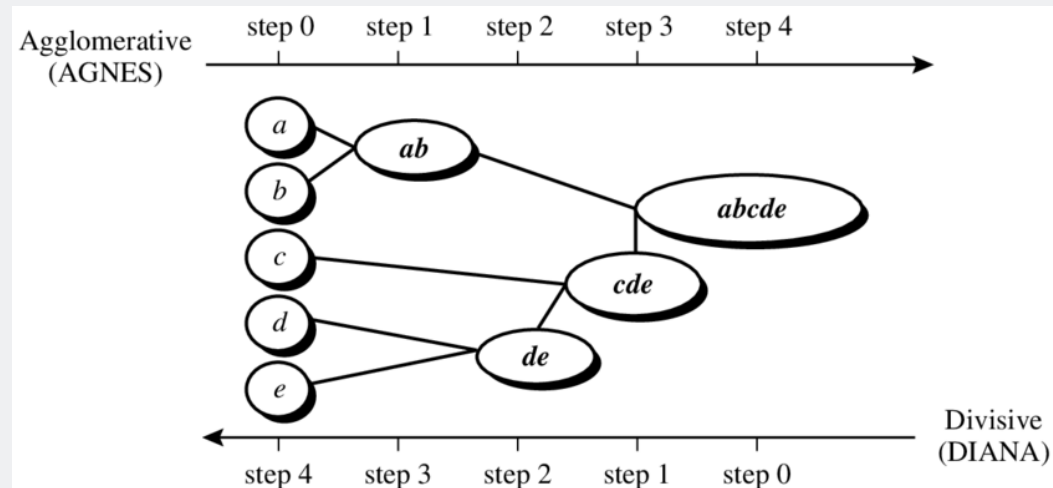 step 0 step 1 step 2 step 3 step 4
Agglomerative
(AGNES)
a
ab
b
abcde
c
cde
d
de
e
Divisive
(DIANA)
step 4 step 3 step 2 step 1 step 0